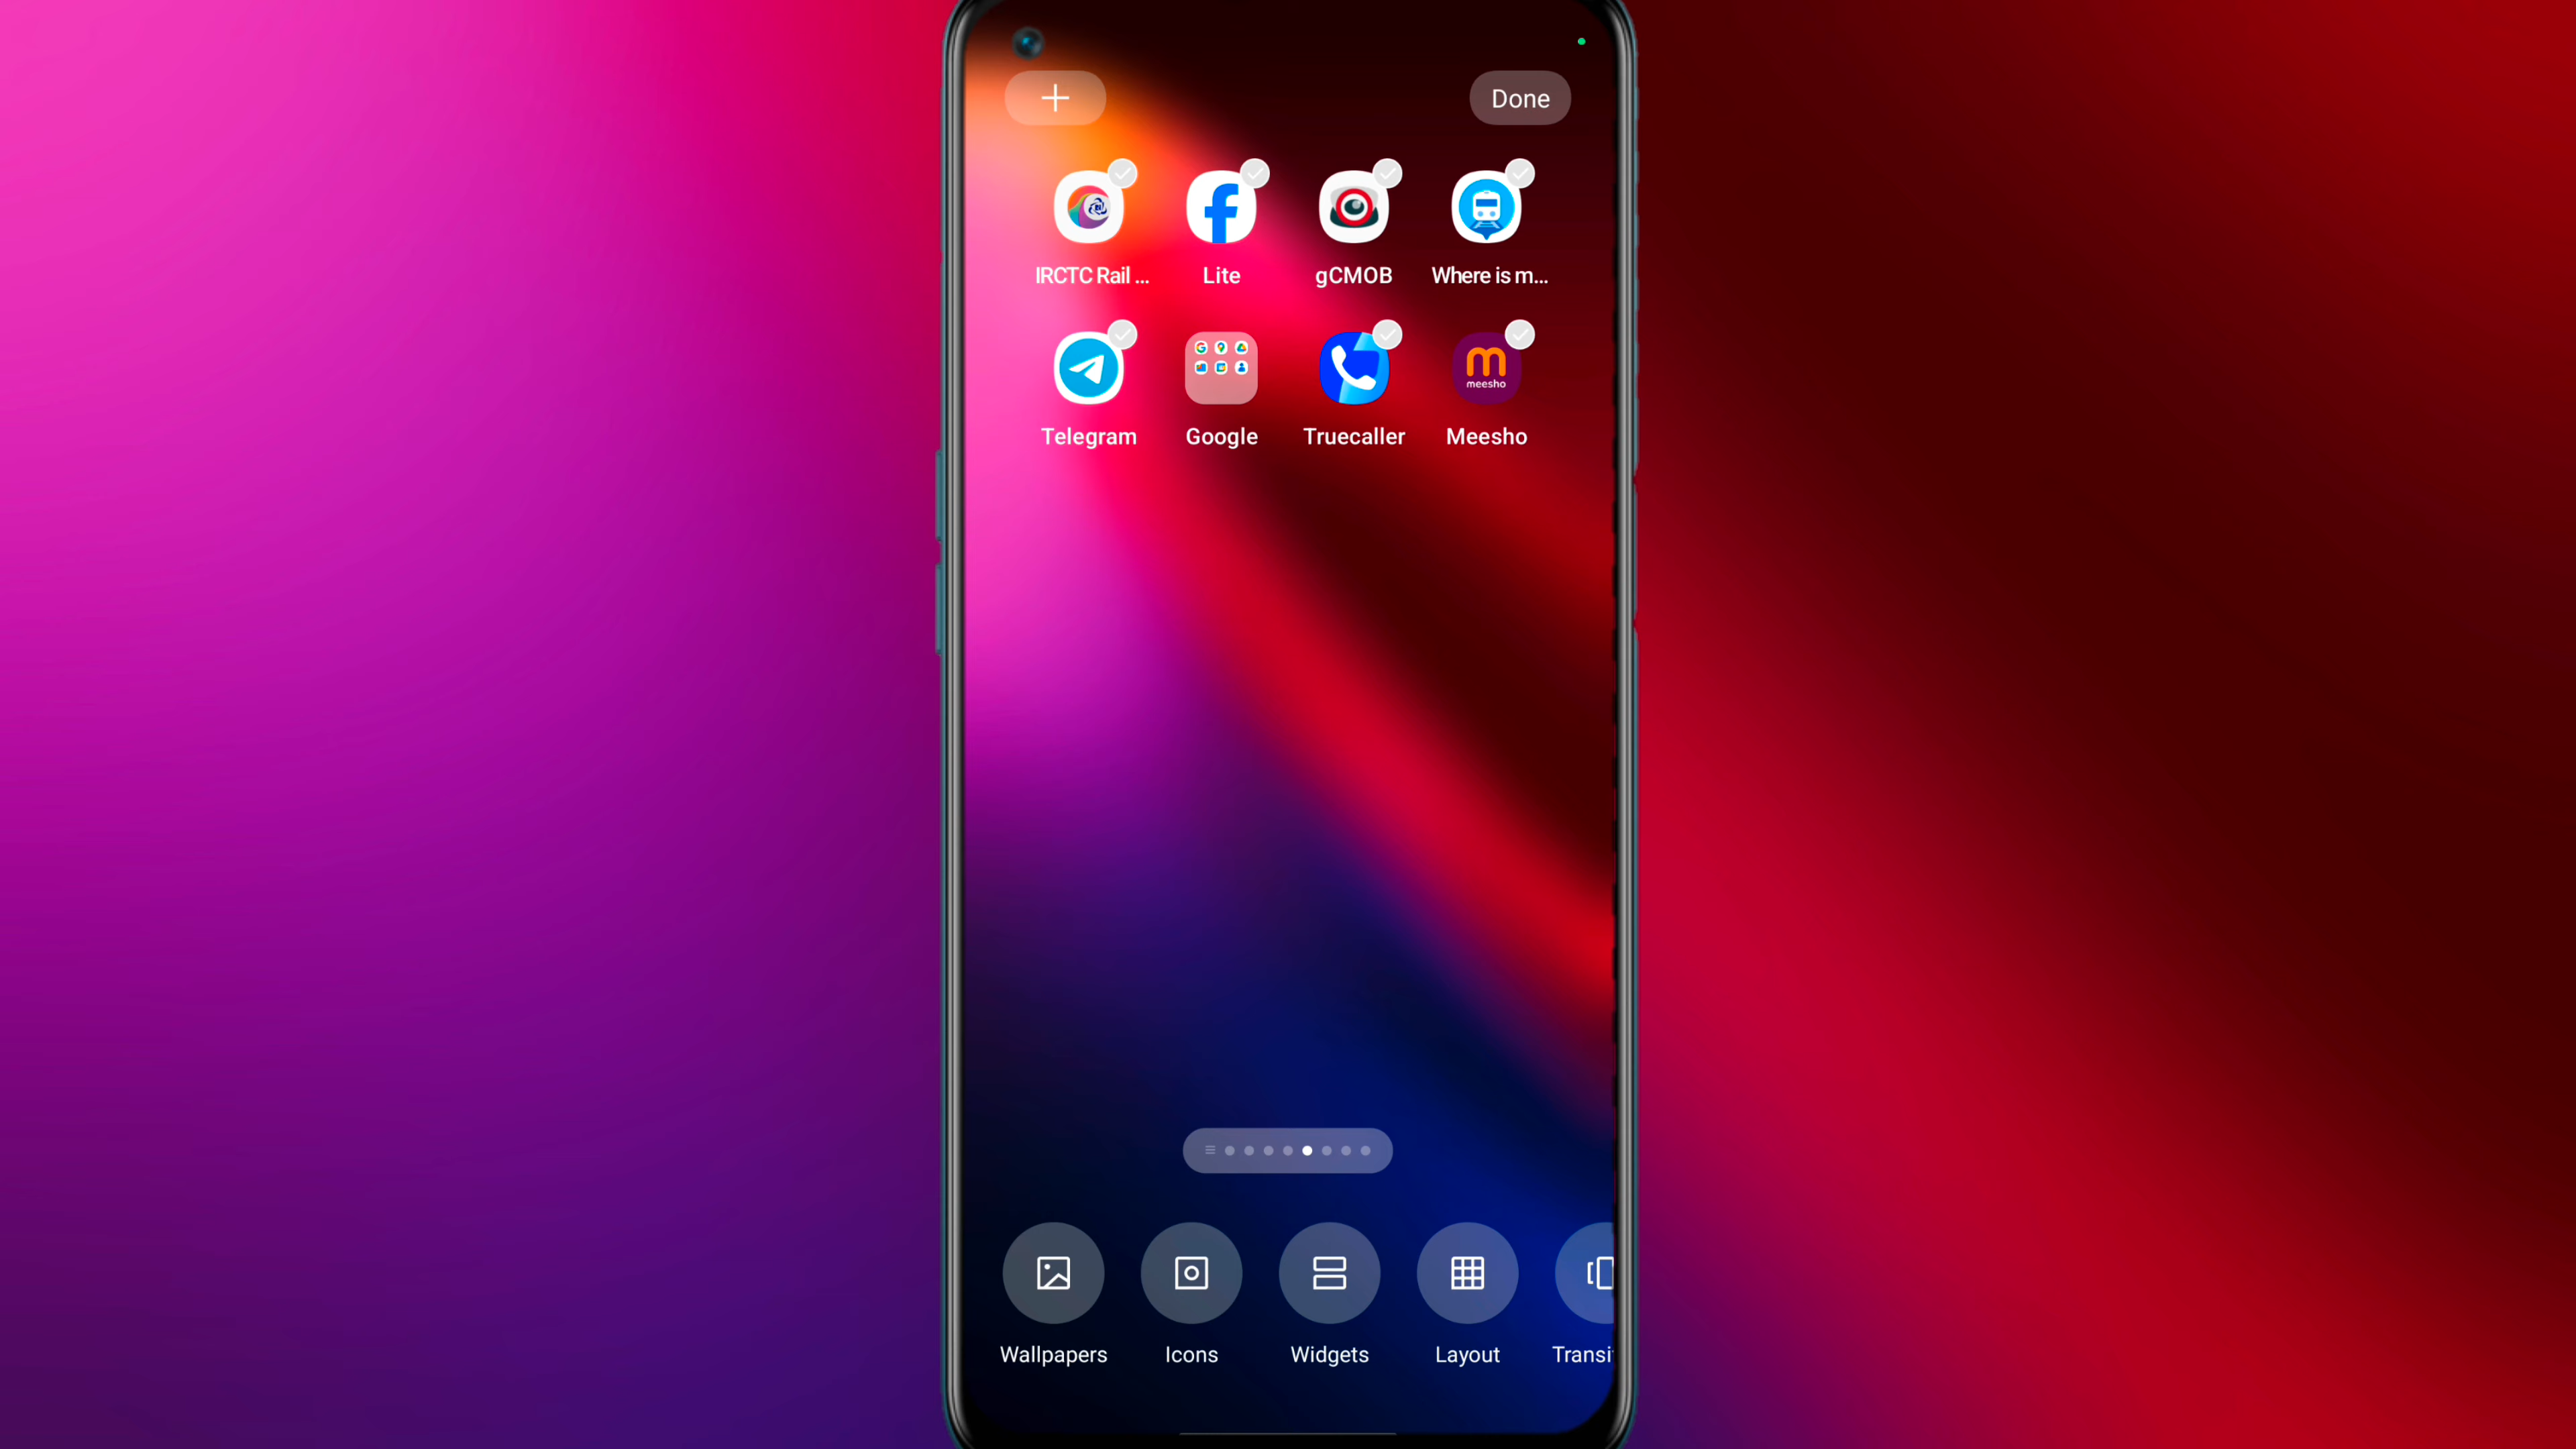 Done
IRCTC Rail ...
Lite
gCMOB
Where is m...
meesho
Telegram
Google
Truecaller
Meesho
Wallpapers
Icons
Widgets
Layout
Transi